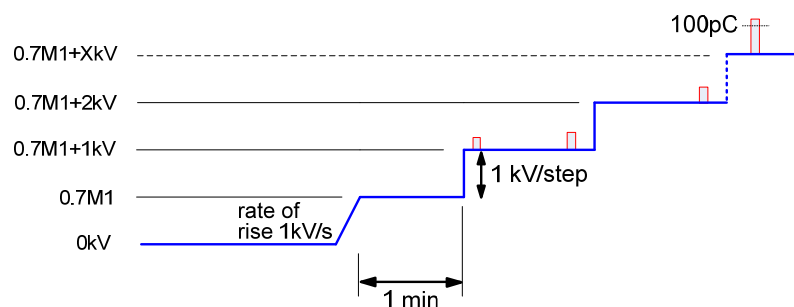 100pC
0.7M1+XkV
0.7M1+2kV
0.7M1+1kV
1 kV/step
0.7M1
rate of
rise 1kV/s
0kV
1 min